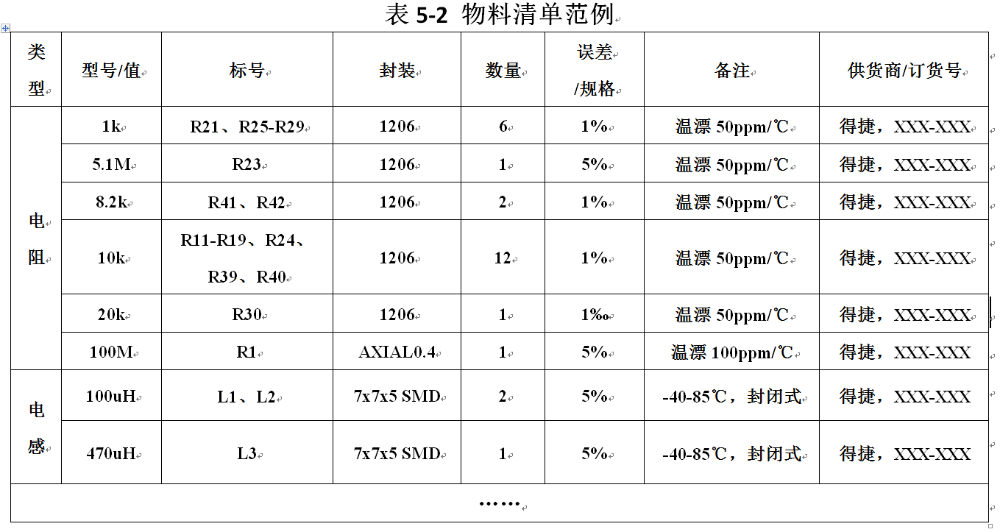 表 5-2 物料清单范例
类型 型号/值 标号 封装 数量 误差/规格 备注 供货商/订货号
电阻 1k R21、R25-R29 1206 6 1% 温漂 50ppm/℃ 得捷，XXX-XXX
5.1M R23 1206 1 5% 温漂 50ppm/℃ 得捷，XXX-XXX
8.2k R41、R42 1206 2 1% 温漂 50ppm/℃ 得捷，XXX-XXX
10k R11-R19、R24、R39、R40 1206 12 1% 温漂 50ppm/℃ 得捷，XXX-XXX
20k R30 1206 1 1‰ 温漂 50ppm/℃ 得捷，XXX-XXX
100M R1 AXIAL0.4 1 5% 温漂 100ppm/℃ 得捷，XXX-XXX
电感 100uH L1、L2 7x7x5 SMD 2 5% -40-85℃，封闭式 得捷，XXX-XXX
470uH L3 7x7x5 SMD 1 5% -40-85℃，封闭式 得捷，XXX-XXX
……